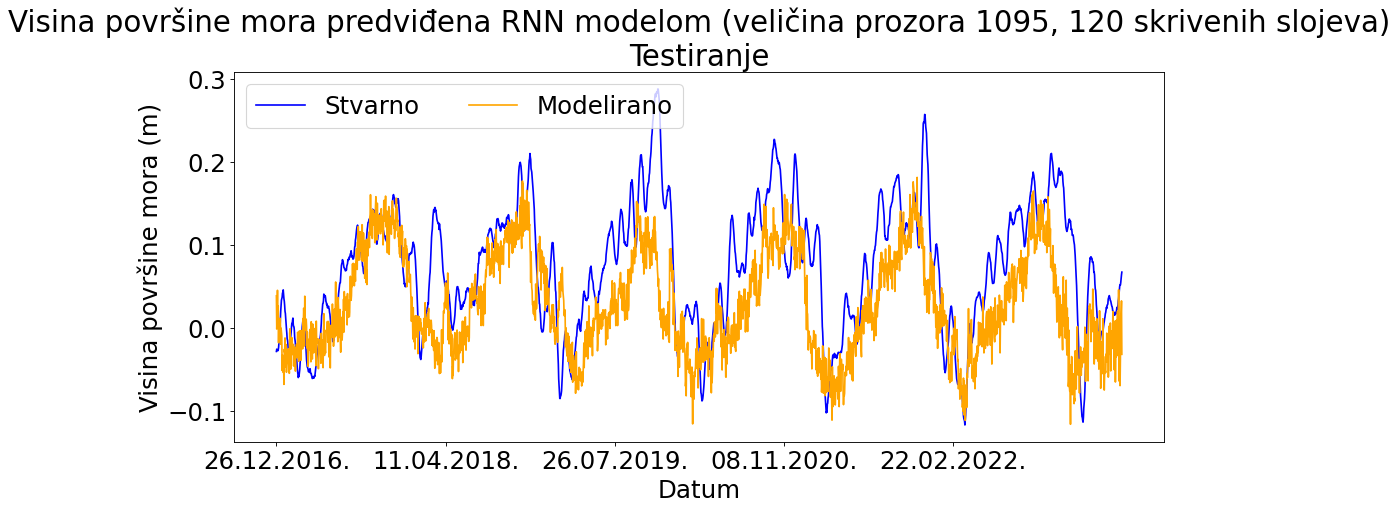 Visina površine mora predviđena RNN modelom (veličina prozora 1095, 120 skrivenih slojeva)
Testiranje
Stvarno
Modelirano
Visina površine mora (m)
0.3
0.2
0.1
0.0
−0.1
26.12.2016.
11.04.2018.
26.07.2019.
08.11.2020.
22.02.2022.
Datum